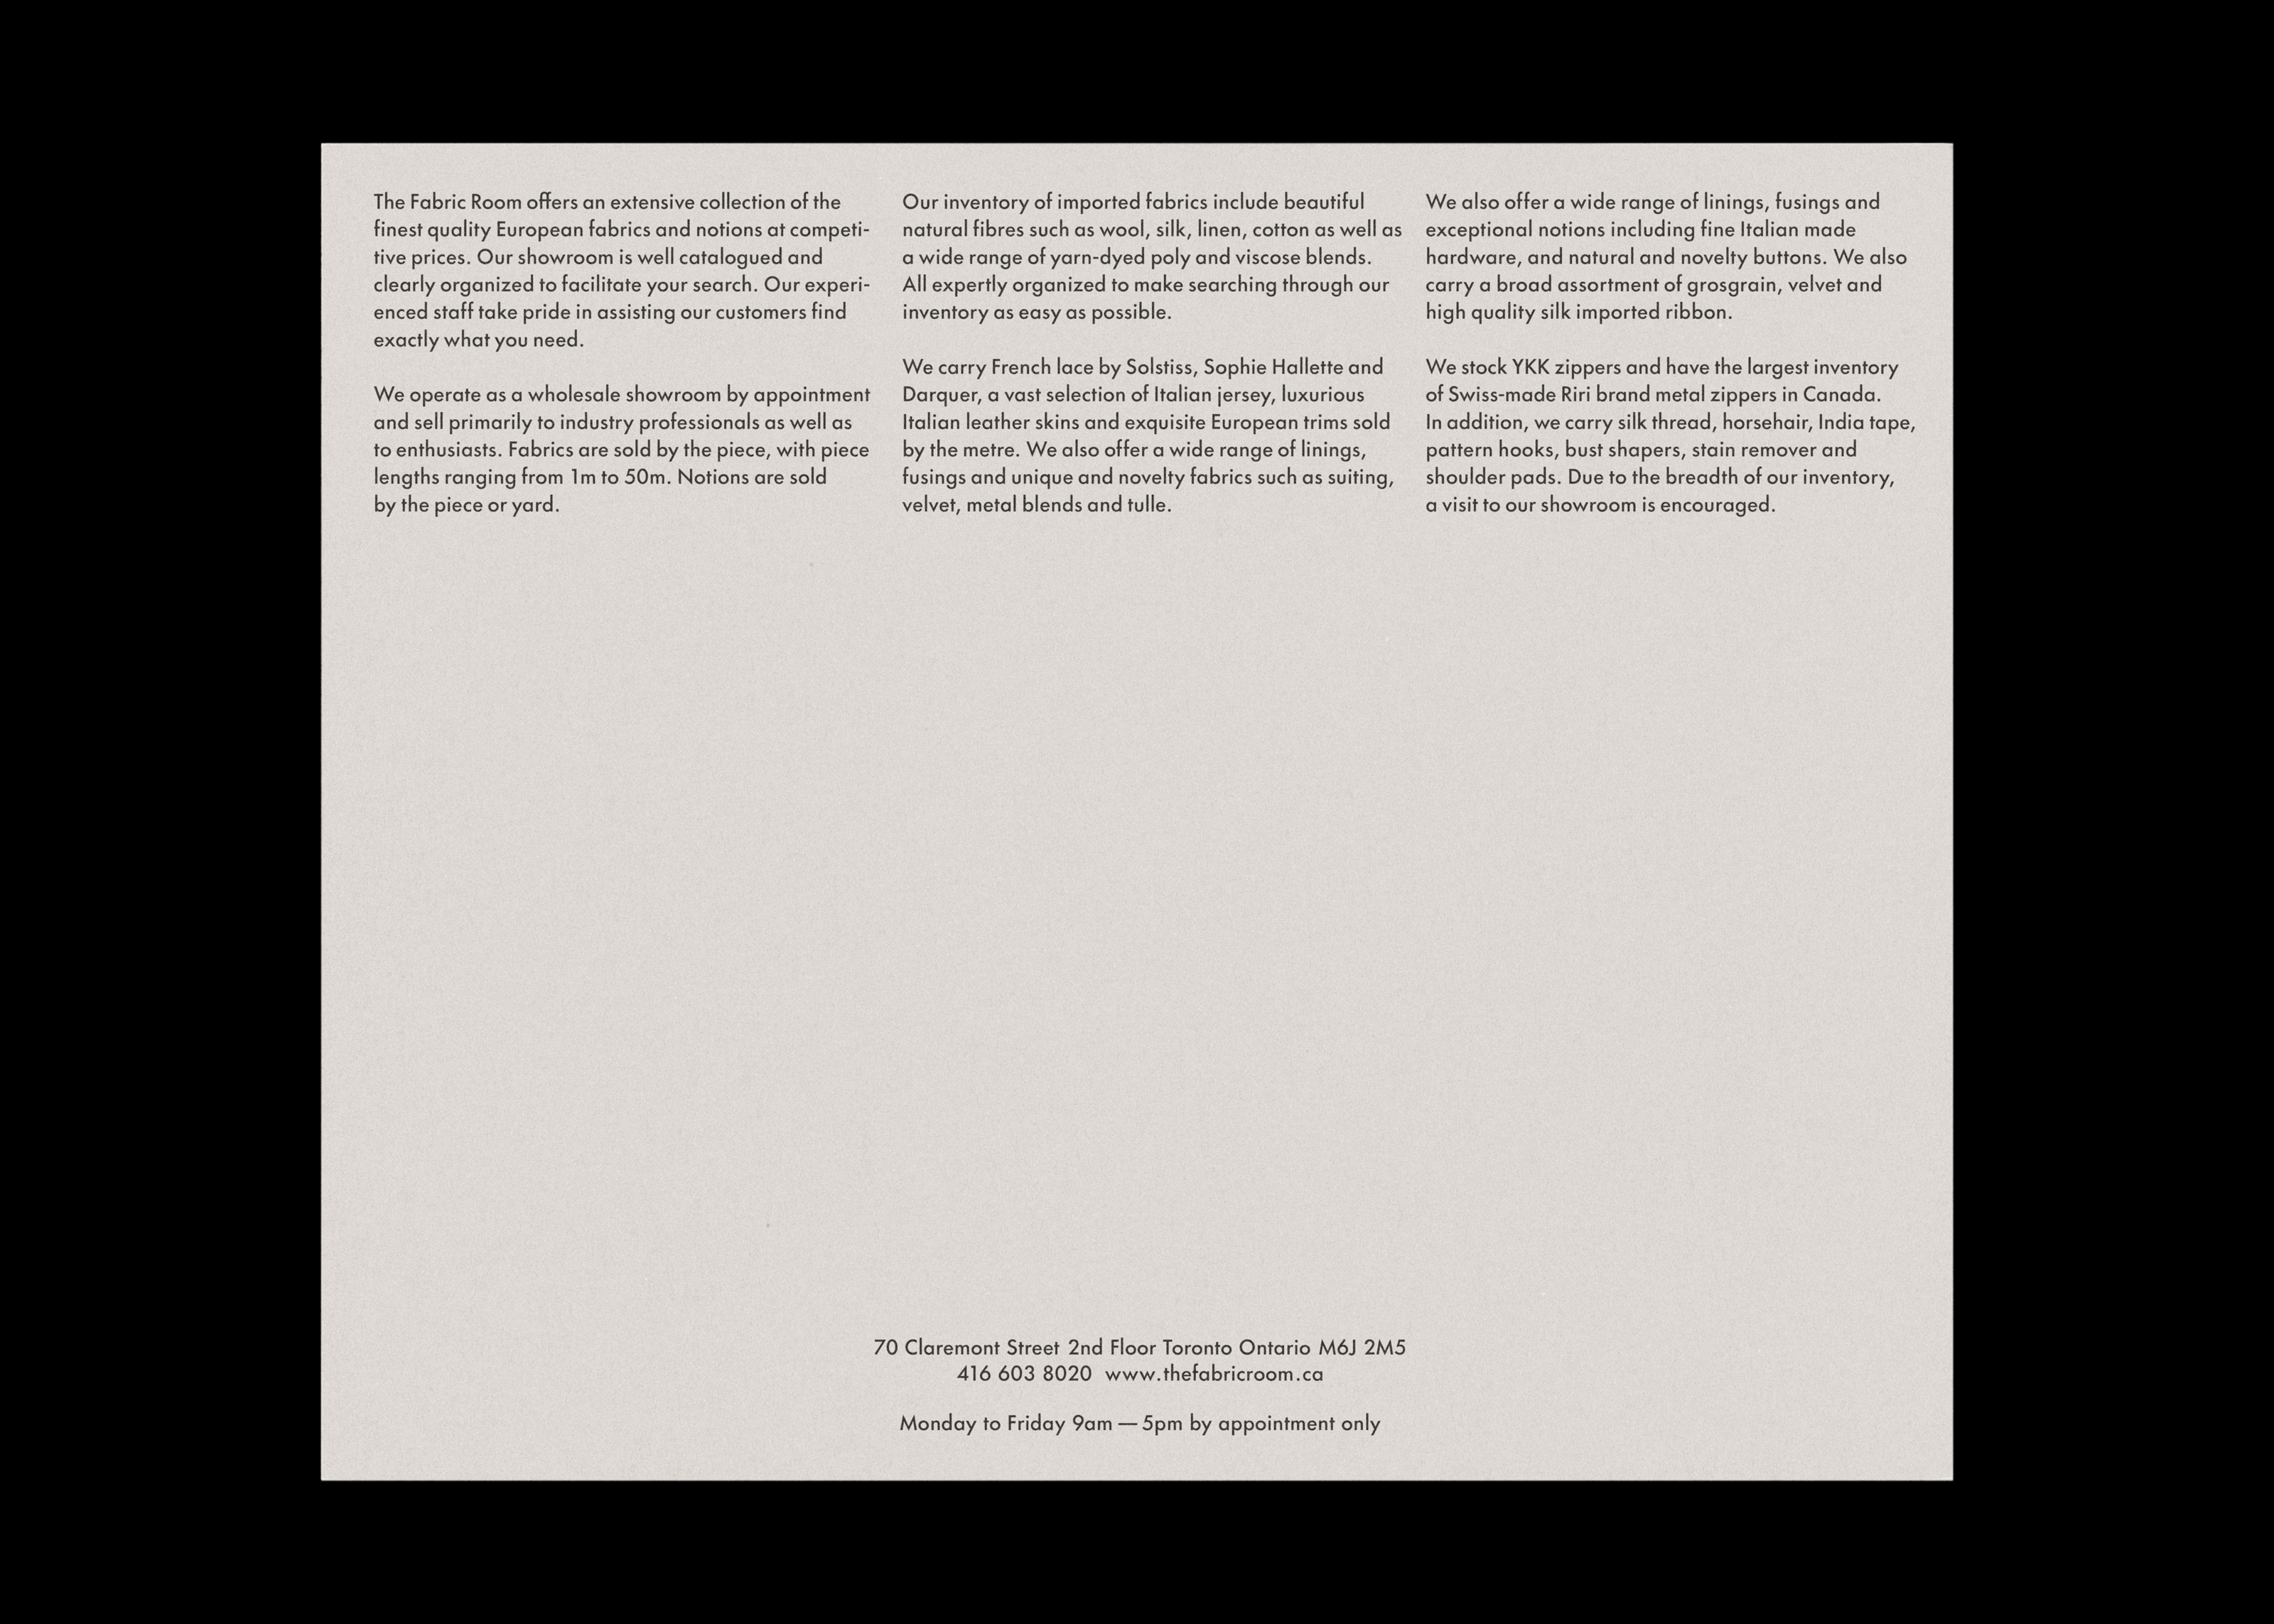 The Fabric Room offers an extensive collection of the
finest quality European fabrics and notions at competi-
tive prices. Our showroom is well catalogued and
clearly organized to facilitate your search. Our experi-
enced staff take pride in assisting our customers find
exactly what you need.
We operate as a wholesale showroom by appointment
and sell primarily to industry professionals as well as
to enthusiasts. Fabrics are sold by the piece, with piece
lengths ranging from 1m to 50m. Notions are sold
by the piece or yard.
Our inventory of imported fabrics include beautiful
natural fibres such as wool, silk, linen, cotton as well as
a wide range of yarn-dyed poly and viscose blends.
All expertly organized to make searching through our
inventory as easy as possible.
We carry French lace by Solstiss, Sophie Hallette and
Darquer, a vast selection of Italian jersey, luxurious
Italian leather skins and exquisite European trims sold
by the metre. We also offer a wide range of linings,
fusings and unique and novelty fabrics such as suiting,
velvet, metal blends and tulle.
We also offer a wide range of linings, fusings and
exceptional notions including fine Italian made
hardware, and natural and novelty buttons. We also
carry a broad assortment of grosgrain, velvet and
high quality silk imported ribbon.
We stock YKK zippers and have the largest inventory
of Swiss-made Riri brand metal zippers in Canada.
In addition, we carry silk thread, horsehair, India tape,
pattern hooks, bust shapers, stain remover and
shoulder pads. Due to the breadth of our inventory,
a visit to our showroom is encouraged.
70 Claremont Street 2nd Floor Toronto Ontario M6J 2M5
416 603 8020 www.thefabricroom.ca
Monday to Friday 9am — 5pm by appointment only